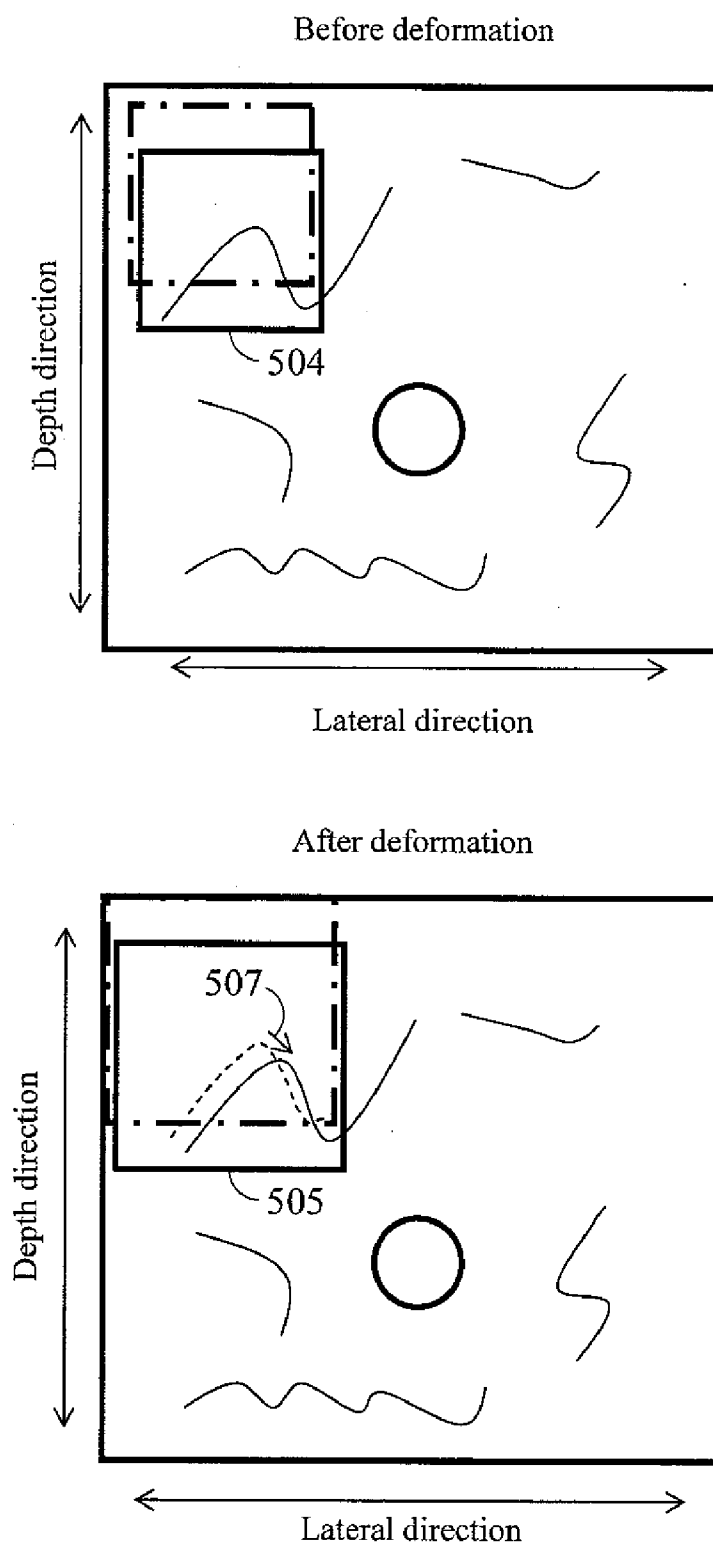 Before deformation
Depth direction
504
Lateral direction
After deformation
Depth direction
507
505
Lateral direction